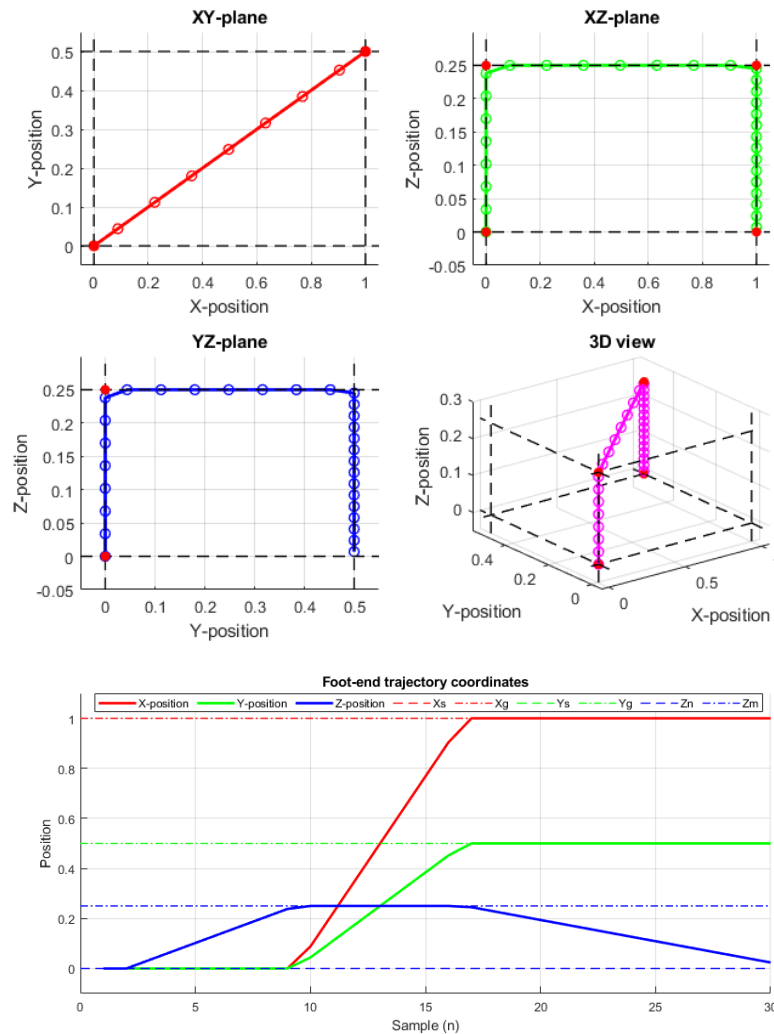 XY-plane
0.5
0.4
0.3
0.2
0.1
0
Y-position
0 0.2 0.4 0.6 0.8 1
X-position
XZ-plane
0.25
0.2
0.15
0.1
0.05
0
-0.05
Z-position
0 0.2 0.4 0.6 0.8 1
X-position
YZ-plane
0.25
0.2
0.15
0.1
0.05
0
-0.05
Z-position
0 0.1 0.2 0.3 0.4 0.5
Y-position
3D view
0.3
0.2
0.1
0
Z-position
0.4
0.2
0
Y-position
0
0.5
X-position
Foot-end trajectory coordinates
X-position Y-position Z-position Xs Xg Ys Yg Zn Zm
1
0.8
0.6
0.4
0.2
0
Position
0 5 10 15 20 25 30
Sample (n)